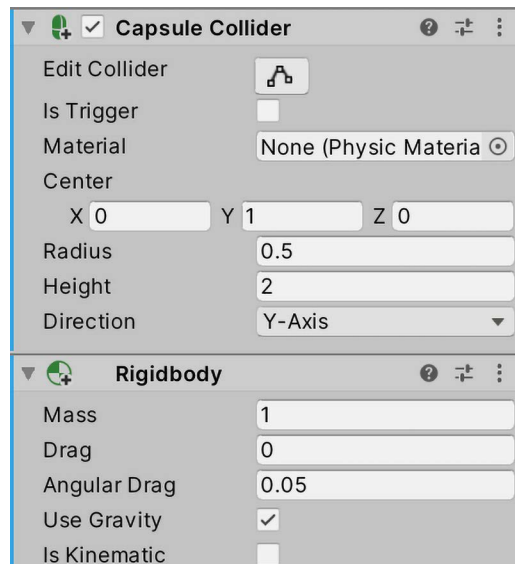 Capsule Collider
Edit Collider
Is Trigger
Material None (Physic Materia
Center
X 0 Y 1 Z 0
Radius 0.5
Height 2
Direction Y-Axis
Rigidbody
Mass 1
Drag 0
Angular Drag 0.05
Use Gravity
Is Kinematic